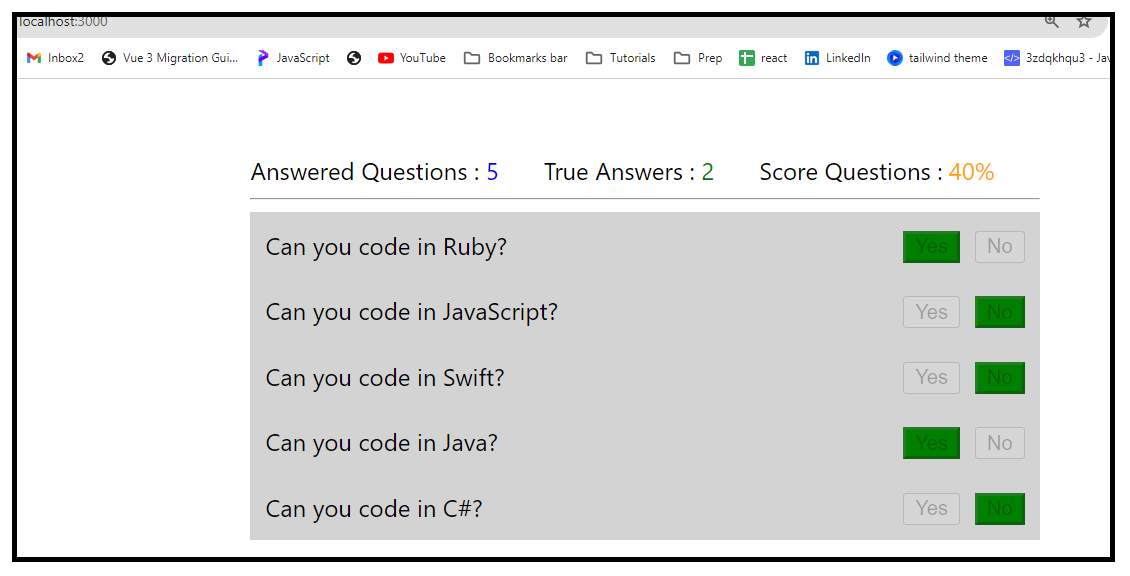 localhost:3000
Inbox2 Vue 3 Migration Gui... JavaScript YouTube Bookmarks bar Tutorials Prep react LinkedIn tailwind theme 3zdqkhqu3 - Jav
Answered Questions : 5 True Answers : 2 Score Questions : 40%
Can you code in Ruby? Yes No
Can you code in JavaScript? Yes No
Can you code in Swift? Yes No
Can you code in Java? Yes No
Can you code in C#? Yes No